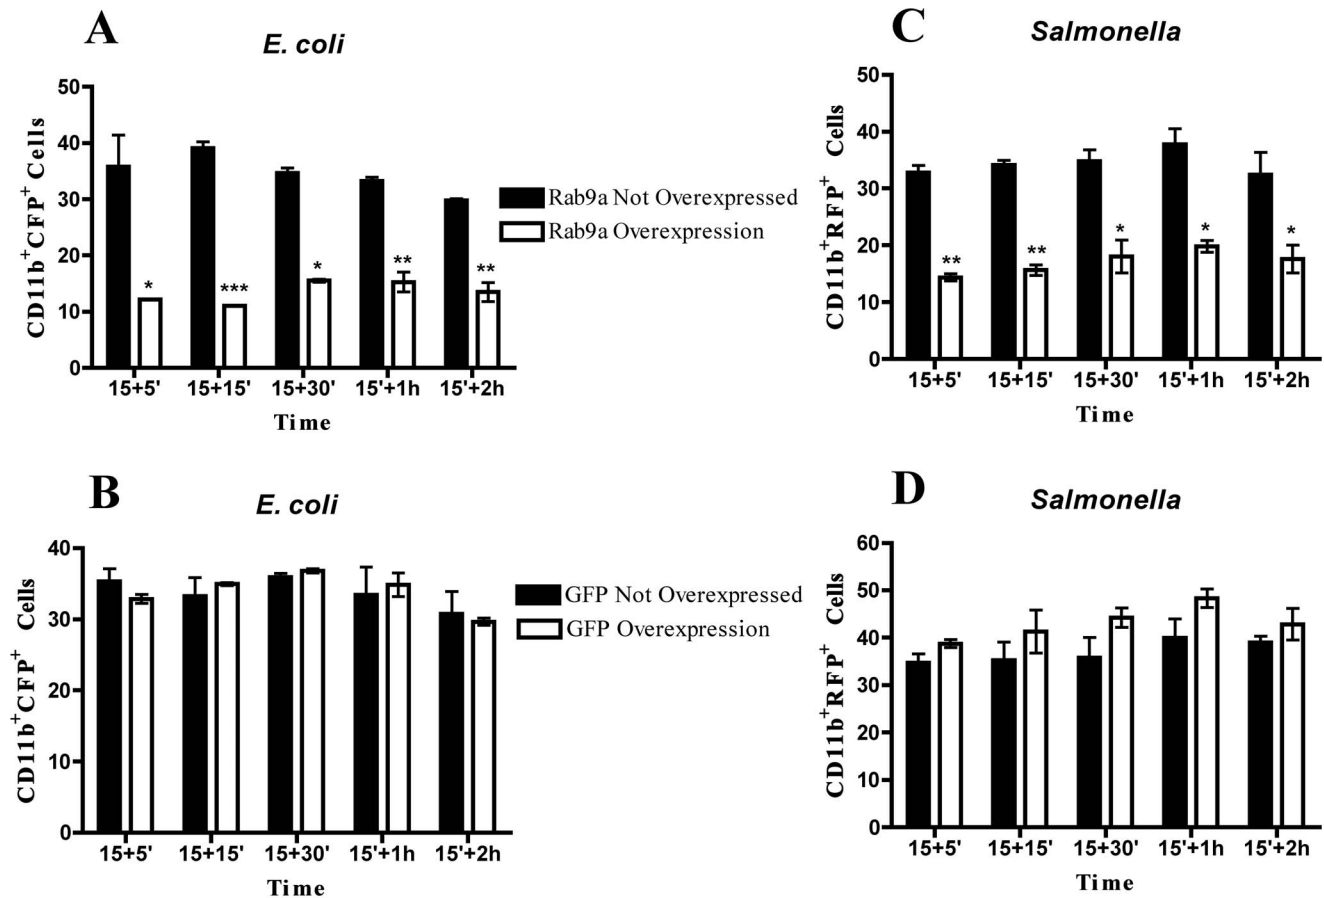 A
E. coli
CD11b+CFP+ Cells
50
40
30
20
10
0
*
***
*
**
**
15+5' 15+15' 15+30' 15'+1h 15'+2h
Time
Rab9a Not Overexpressed
Rab9a Overexpression
C
Salmonella
CD11b+RFP+ Cells
50
40
30
20
10
0
**
**
*
*
*
15+5' 15+15' 15+30' 15'+1h 15'+2h
Time
B
E. coli
CD11b+CFP+ Cells
40
30
20
10
0
15+5' 15+15' 15+30' 15'+1h 15'+2h
Time
GFP Not Overexpressed
GFP Overexpression
D
Salmonella
CD11b+RFP+ Cells
60
50
40
30
20
10
0
15+5' 15+15' 15+30' 15'+1h 15'+2h
Time